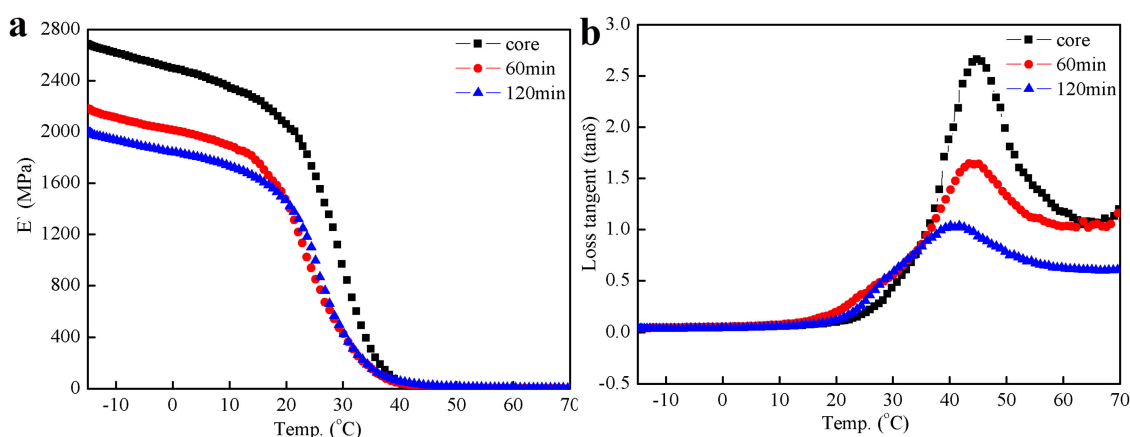 a
2800
2400
2000
1600
1200
800
400
0
E` (MPa)
-10 0 10 20 30 40 50 60 70
Temp. (°C)
core
60min
120min
b
3.0
2.5
2.0
1.5
1.0
0.5
0.0
-0.5
Loss tangent (tanδ)
-10 0 10 20 30 40 50 60 70
Temp. (°C)
core
60min
120min